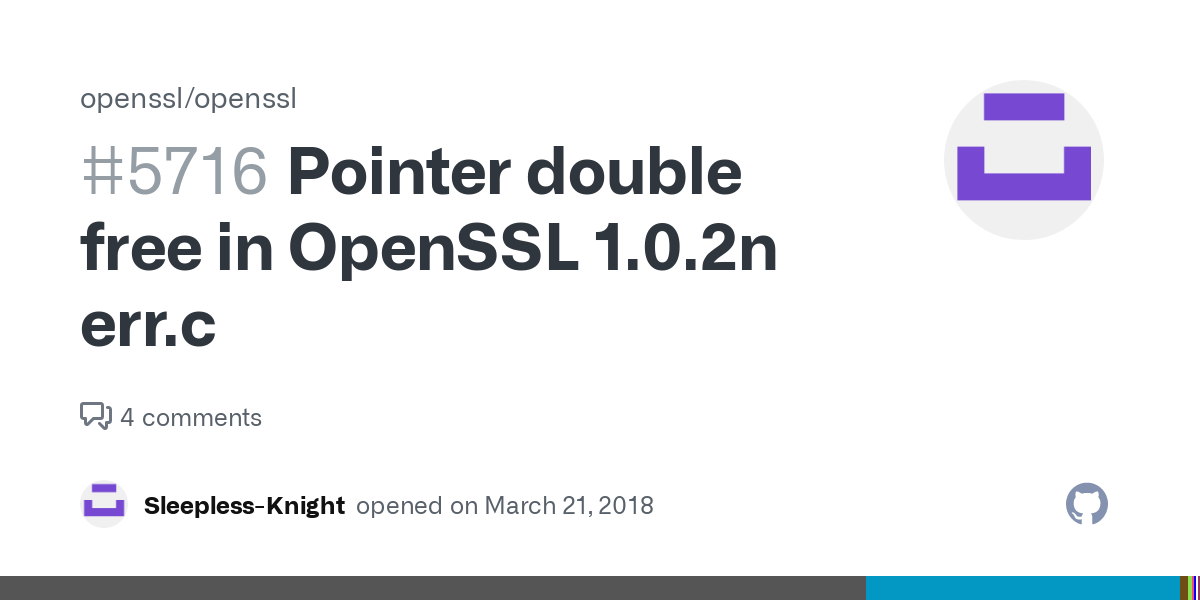 openssl/openssl
#5716 Pointer double
free in OpenSSL 1.0.2n
err.c
4 comments
Sleepless-Knight opened on March 21, 2018